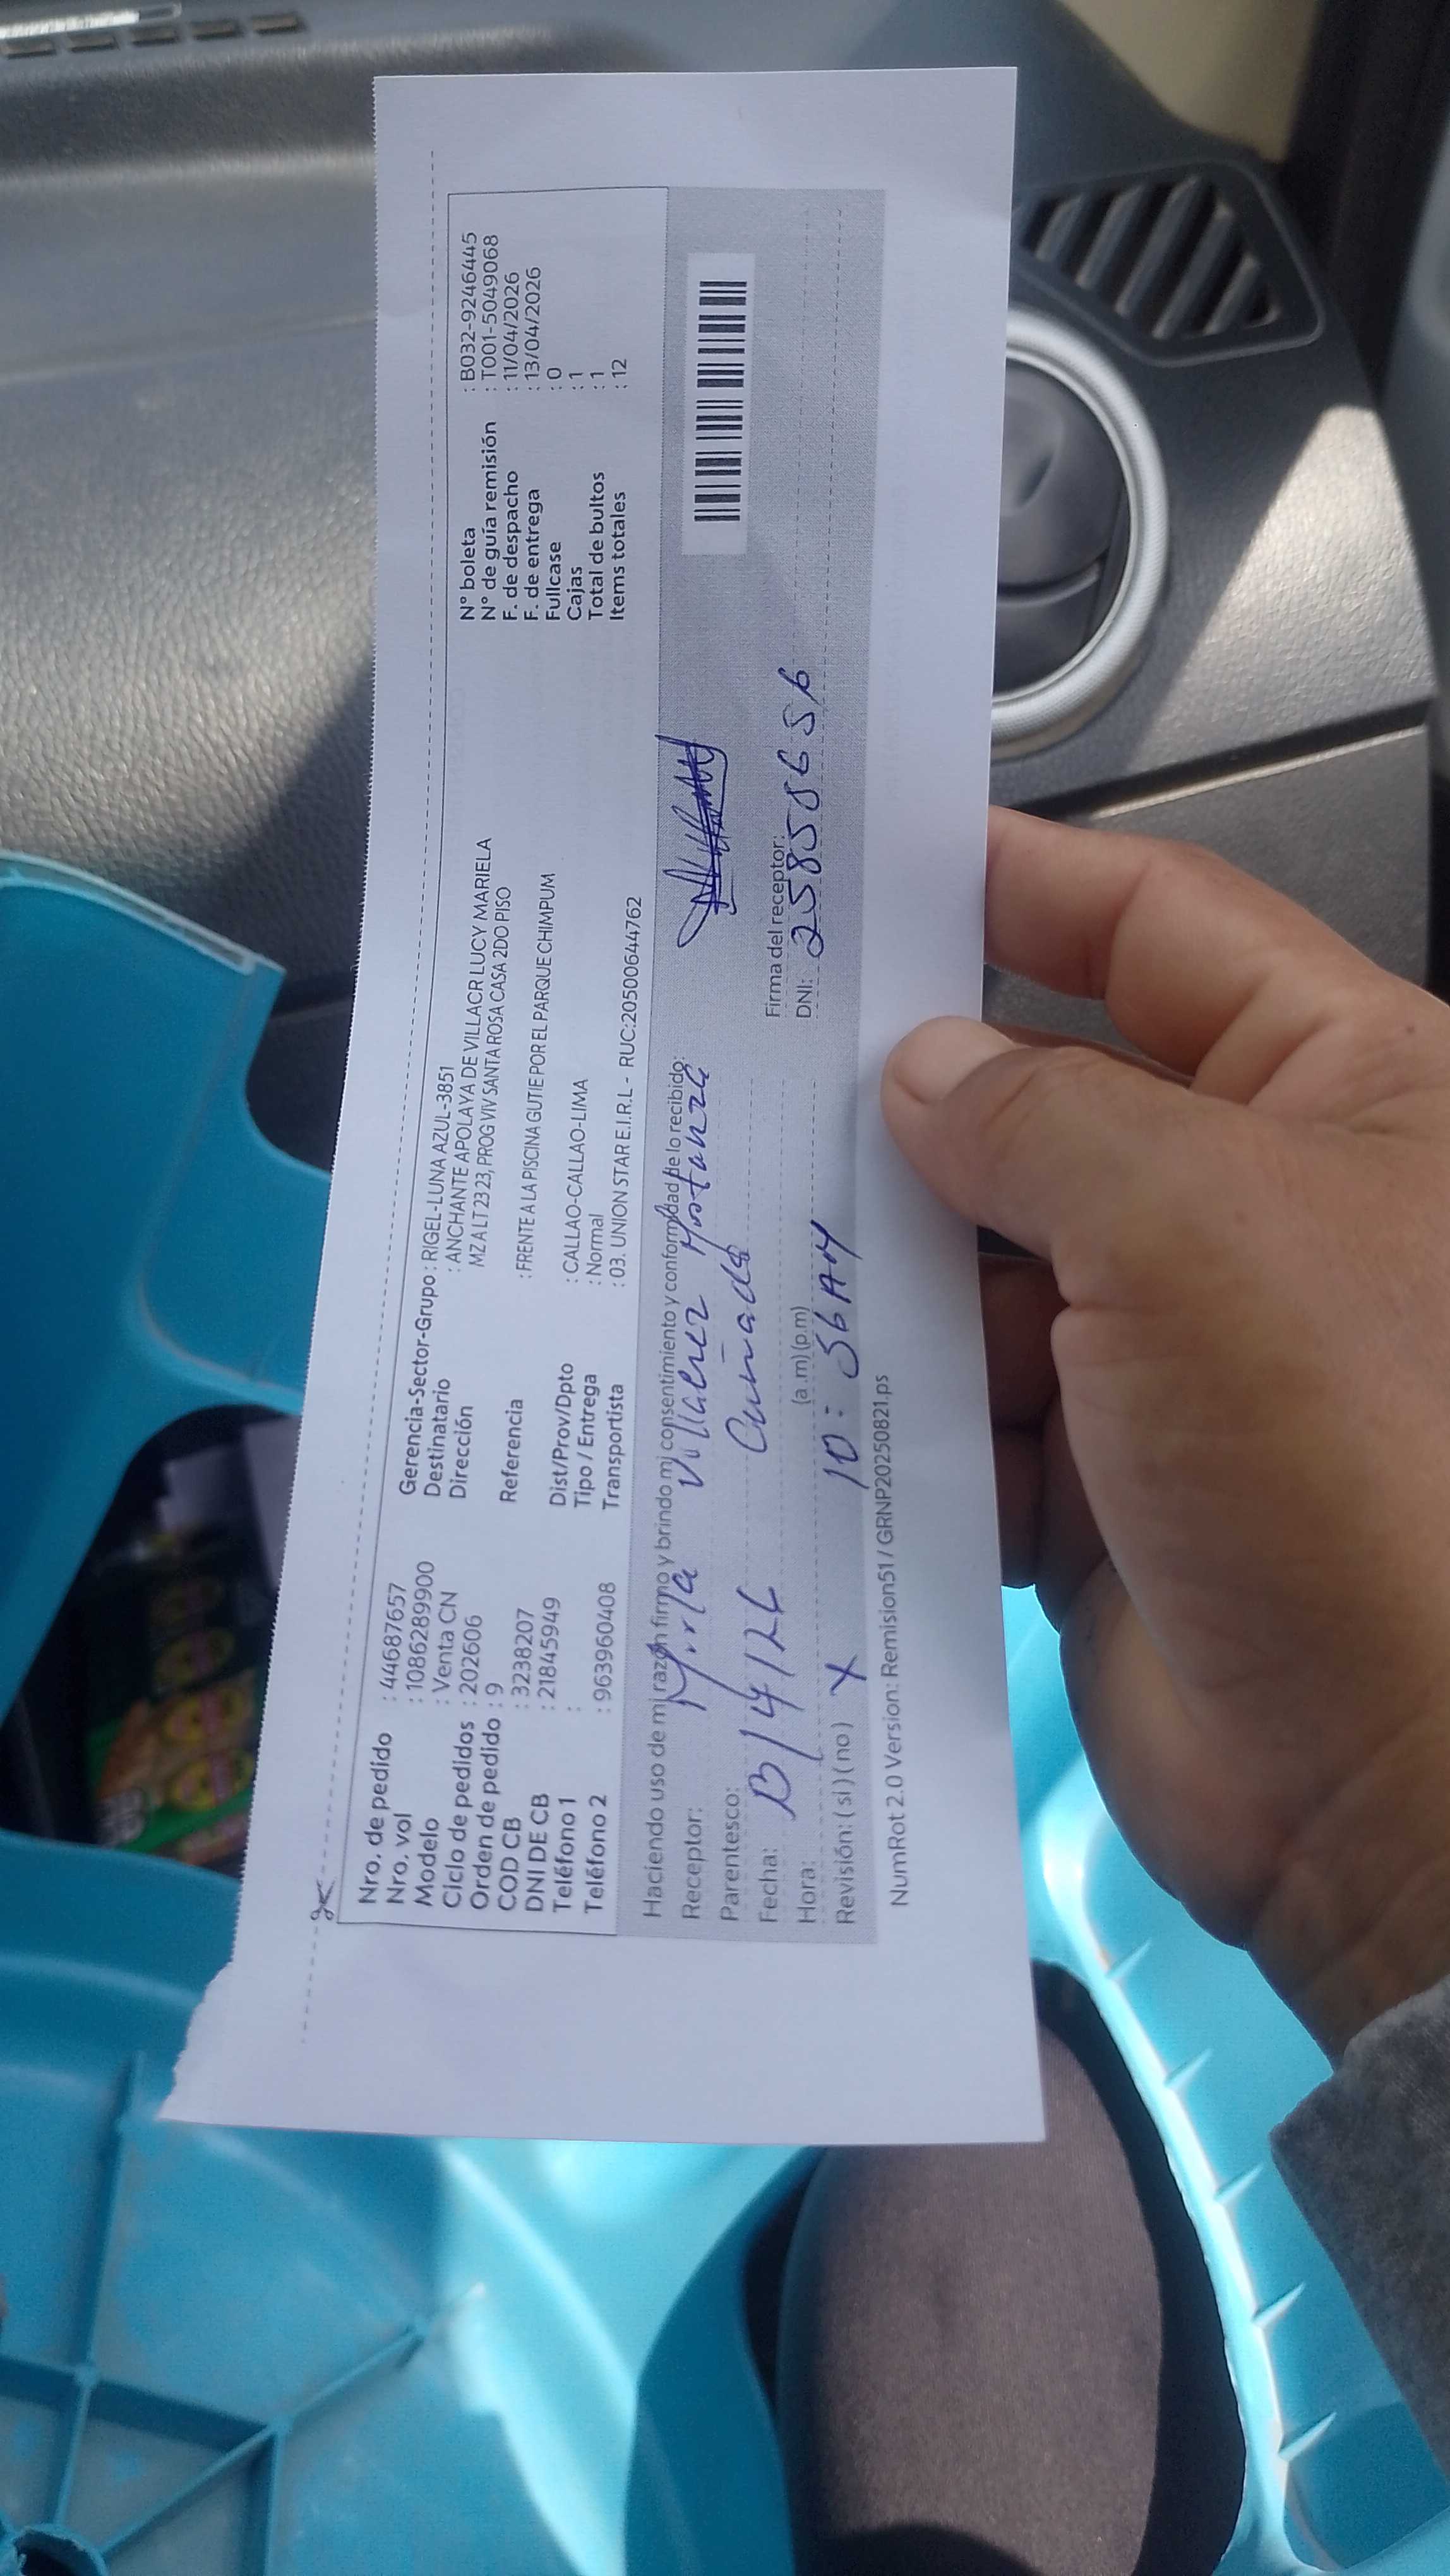 Nro. de pedido : 44687657
Nro. vol : 1086289900
Modelo : Venta CN
Ciclo de pedidos : 202606
Orden de pedido : 9
COD CB : 3238207
DNI DE CB : 21845949
Teléfono 1 :
Teléfono 2 : 963960408
Gerencia-Sector-Grupo : RIGEL-LUNA AZUL-3851
Destinatario : ANCHANTE APOLAYA DE VILLACR LUCY MARIELA
Dirección MZ A LT 23 23, PROG VIV SANTA ROSA CASA 2DO PISO
Referencia : FRENTE A LA PISCINA GUTIE POR EL PARQUE CHIMPUM
Dist/Prov/Dpto : CALLAO-CALLAO-LIMA
Tipo / Entrega : Normal
Transportista : 03. UNION STAR E.I.R.L - RUC:20500644762
N° boleta : B032-9246445
N° de guía remisión : T001-5049068
F. de despacho : 11/04/2026
F. de entrega : 13/04/2026
Fullcase : 0
Cajas : 1
Total de bultos : 1
Items totales : 12
Haciendo uso de mi razón firmo y brindo mi consentimiento y conformidad de lo recibido:
Receptor: Mirla
Parentesco: Cuñada
Fecha: 13/4/26
Hora: (a.m) (p.m) 10:56 AM
Revisión: ( si ) ( no ) X
Firma del receptor:
DNI: 25855656
NumRot 2.0 Version: Remision51 / GRNP20250821.ps